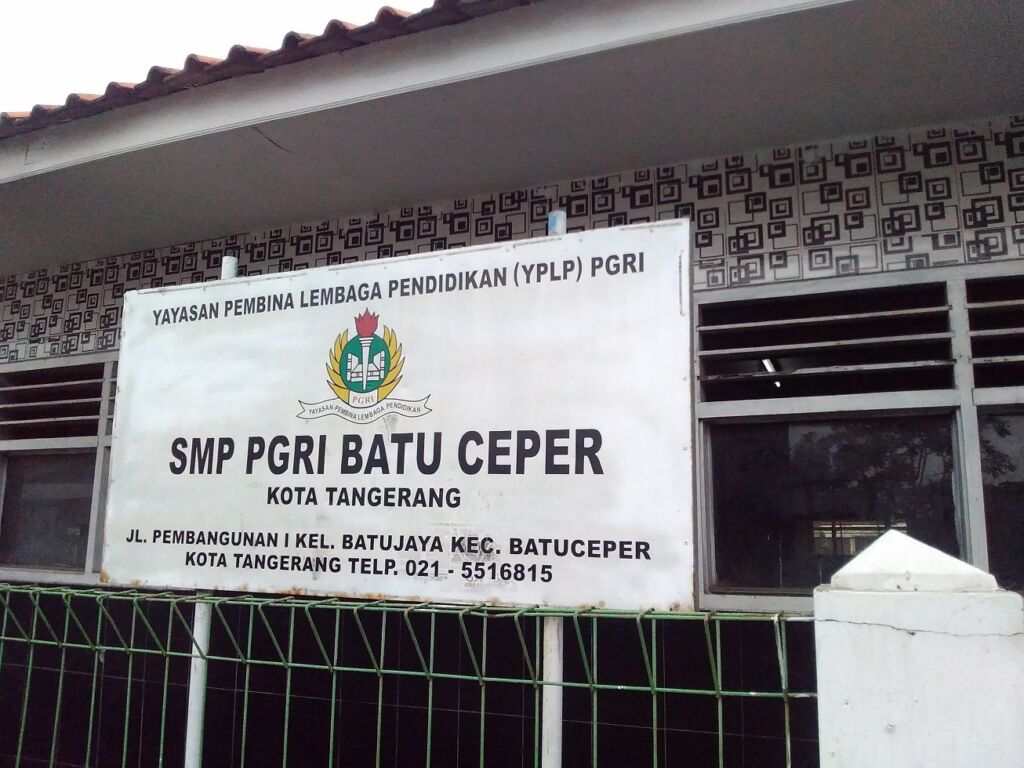 YAYASAN PEMBINA LEMBAGA PENDIDIKAN (YPLP) PGRI
PGRI
YAYASAN PEMBINA LEMBAGA PENDIDIKAN
SMP PGRI BATU CEPER
KOTA TANGERANG
JL. PEMBANGUNAN I KEL. BATUJAYA KEC. BATUCEPER
KOTA TANGERANG TELP. 021 - 5516815